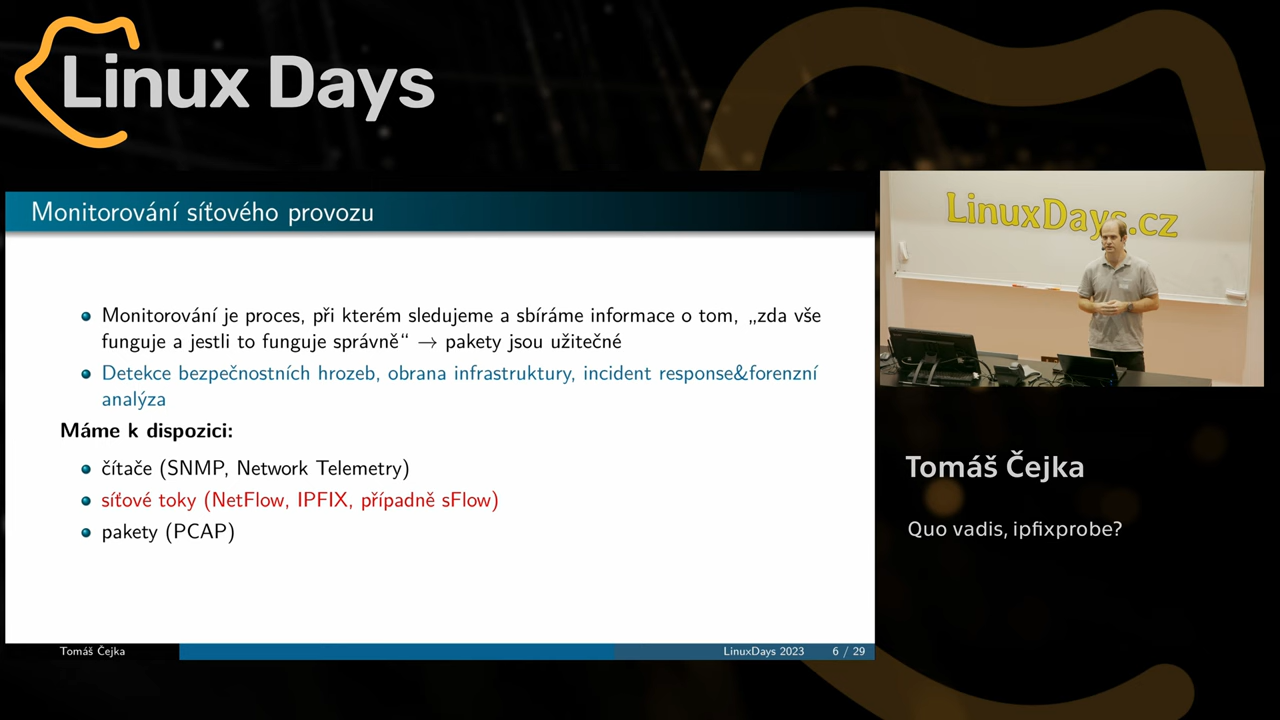 Linux Days
Monitorování síťového provozu
Monitorování je proces, při kterém sledujeme a sbíráme informace o tom, „zda vše
funguje a jestli to funguje správně“ → pakety jsou užitečné
Detekce bezpečnostních hrozeb, obrana infrastruktury, incident response&forenzní
analýza
Máme k dispozici:
čítače (SNMP, Network Telemetry)
síťové toky (NetFlow, IPFIX, případně sFlow)
pakety (PCAP)
Tomáš Čejka
LinuxDays 2023
6 / 29
LinuxDays.cz
Tomáš Čejka
Quo vadis, ipfixprobe?